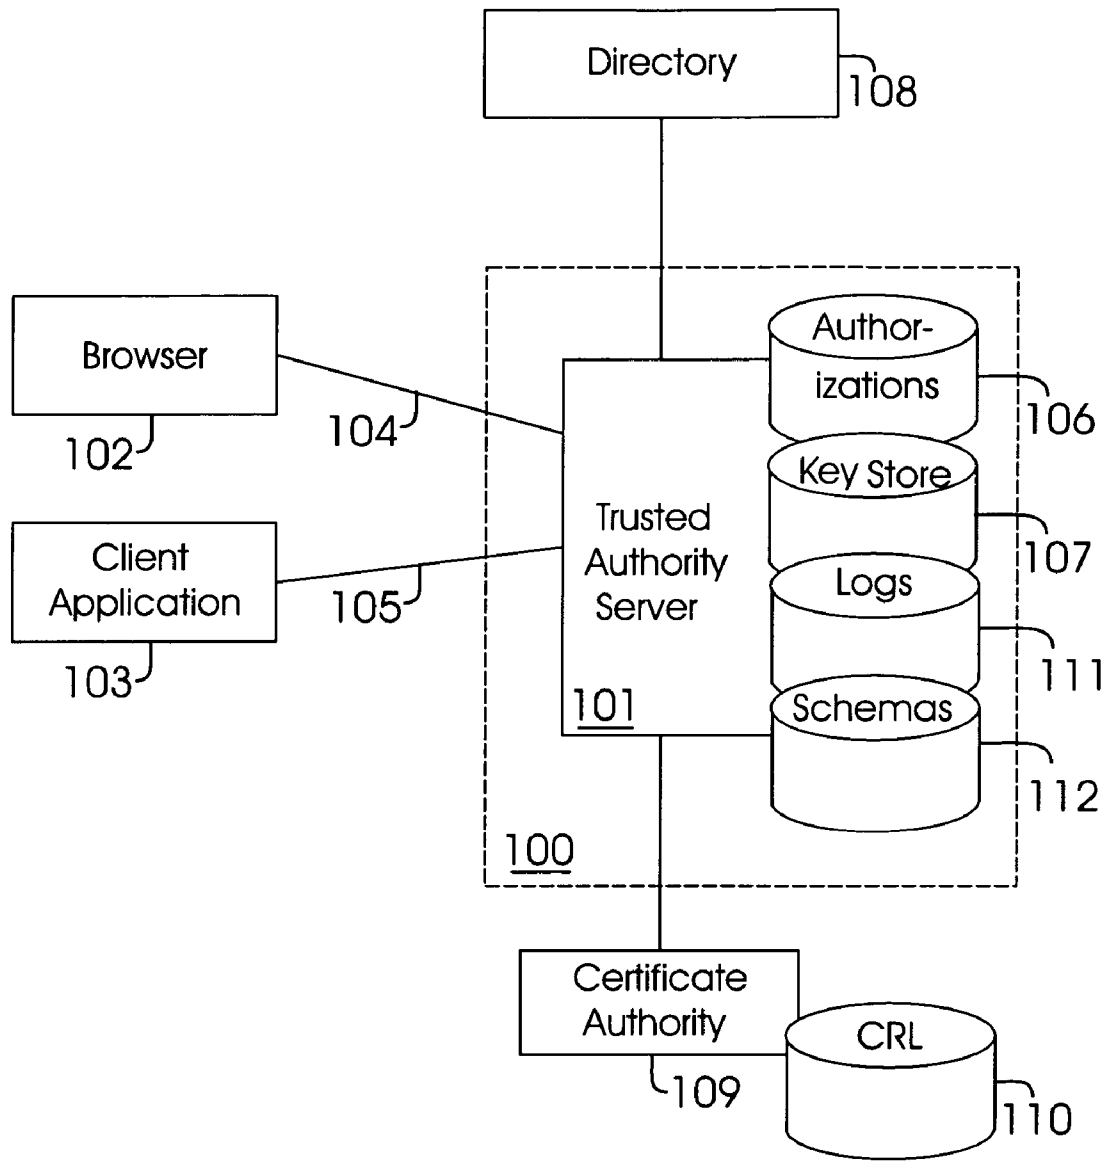 Directory
108
Browser
102
104
Author-
izations
106
Key Store
107
Trusted
Authority
Server
101
Client
Application
103
105
Logs
111
Schemas
112
100
Certificate
Authority
109
CRL
110